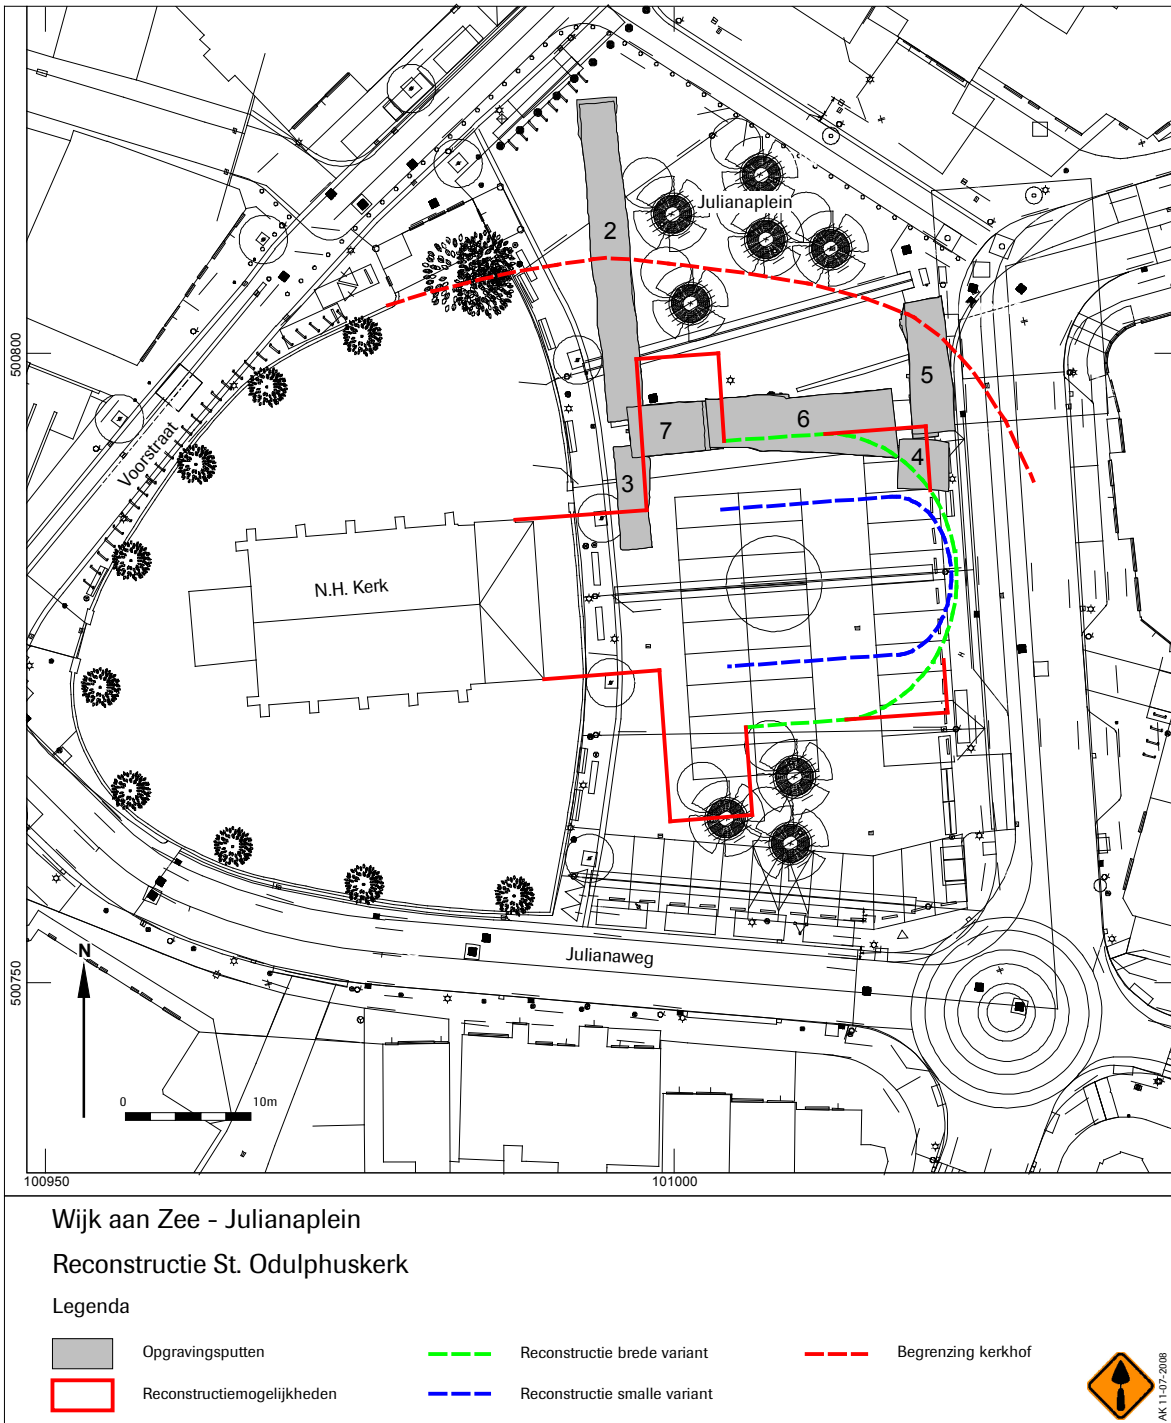 Julianaplein
2
5
6
7
4
3
Voorstraat
N.H. Kerk
500800
500750
N
Julianaweg
0 10m
100950 101000
Wijk aan Zee - Julianaplein
Reconstructie St. Odulphuskerk
Legenda
Opgravingsputten
Reconstructie brede variant
Begrenzing kerkhof
Reconstructiemogelijkheden
Reconstructie smalle variant
AK 11-07-2008